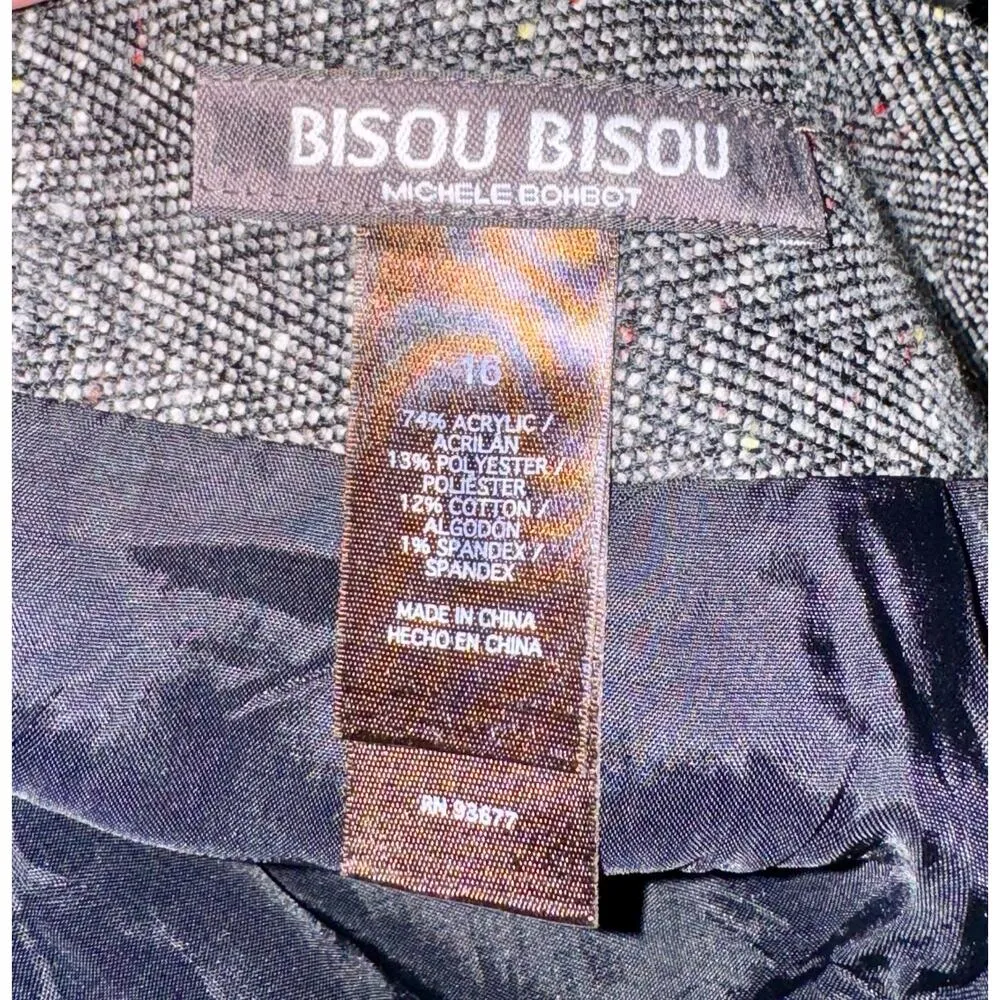 BISOU BISOU
MICHELE BOHBOT
16
74% ACRYLIC /
ACRILAN
13% POLYESTER /
POLIESTER
12% COTTON /
ALGODON
1% SPANDEX /
SPANDEX
MADE IN CHINA
HECHO EN CHINA
RN 93677